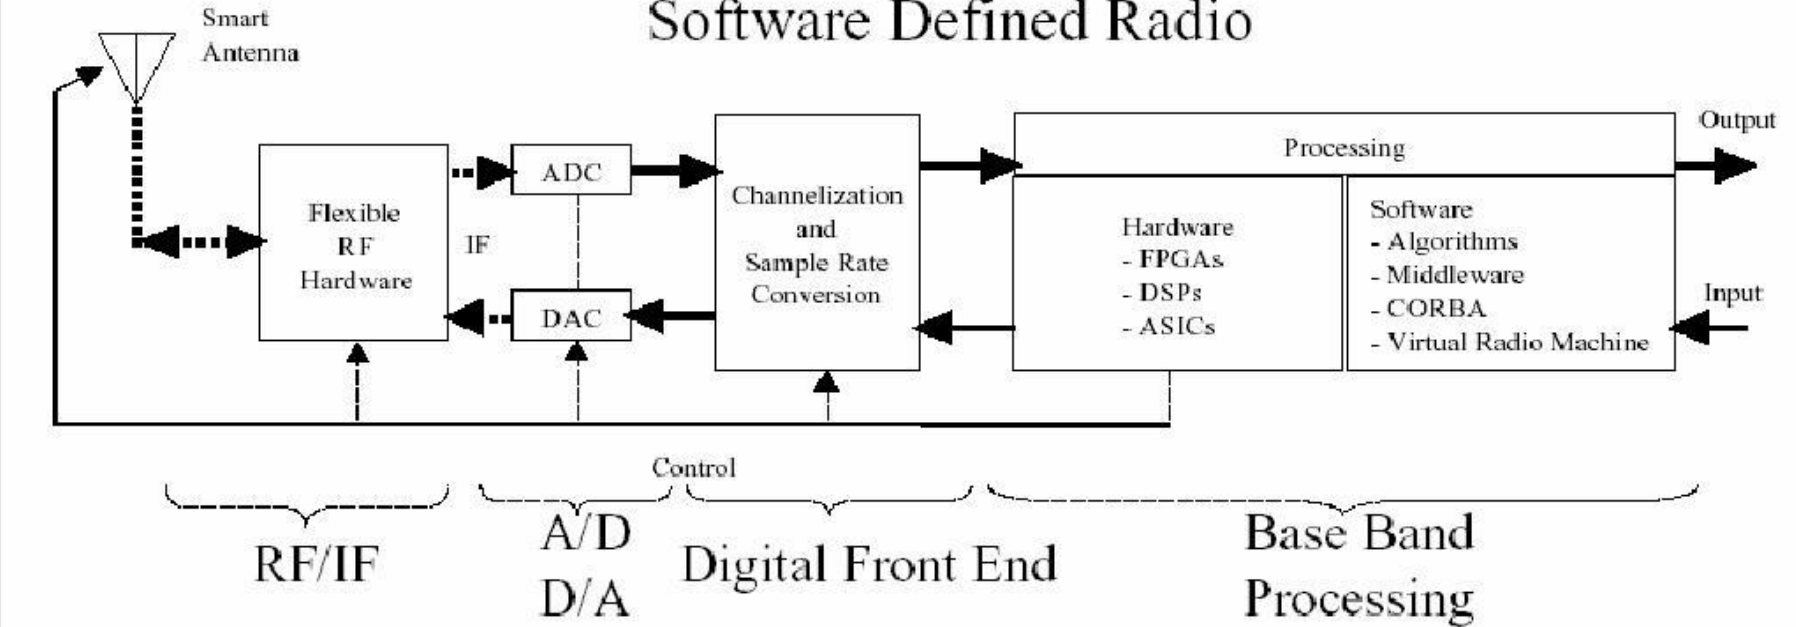 Software Defined Radio
Smart
Antenna
Flexible
RF
Hardware
IF
ADC
DAC
Channelization
and
Sample Rate
Conversion
Processing
Hardware
- FPGAs
- DSPs
- ASICs
Software
- Algorithms
- Middleware
- CORBA
- Virtual Radio Machine
Output
Input
Control
RF/IF
A/D
D/A
Digital Front End
Base Band
Processing